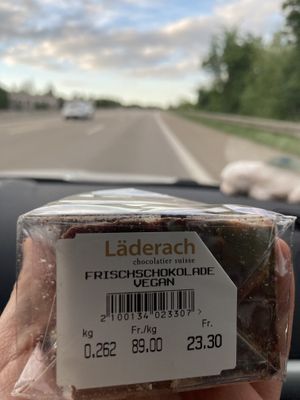 Läderach
chocolatier suisse
FRISCHSCHOKOLADE
VEGAN
2 100134 023307 >
kg Fr./kg Fr.
0.262 89.00 23.30